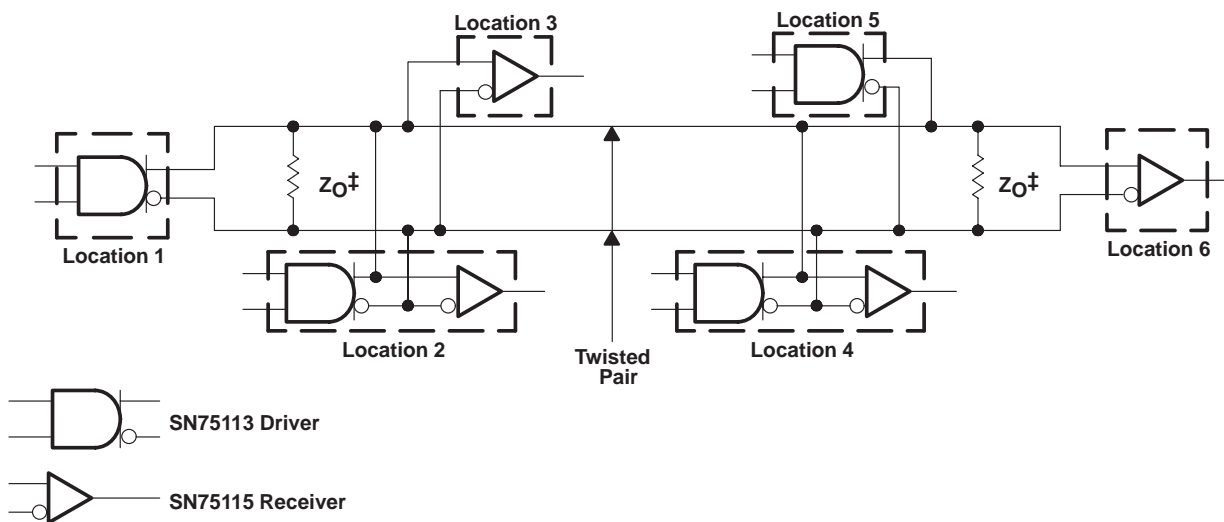 Location 3
Location 5
ZO‡
ZO‡
Location 1
Location 6
Location 2
Location 4
Twisted
Pair
SN75113 Driver
SN75115 Receiver